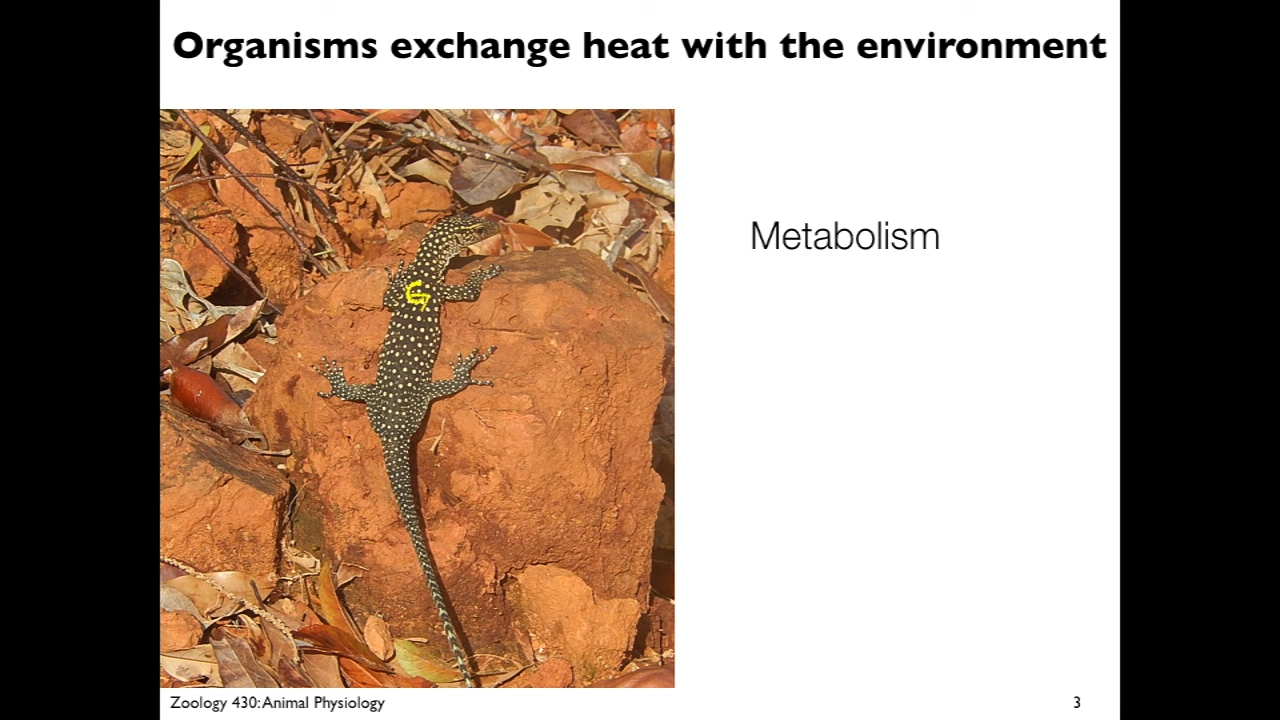 Organisms exchange heat with the environment
Metabolism
Zoology 430: Animal Physiology
3